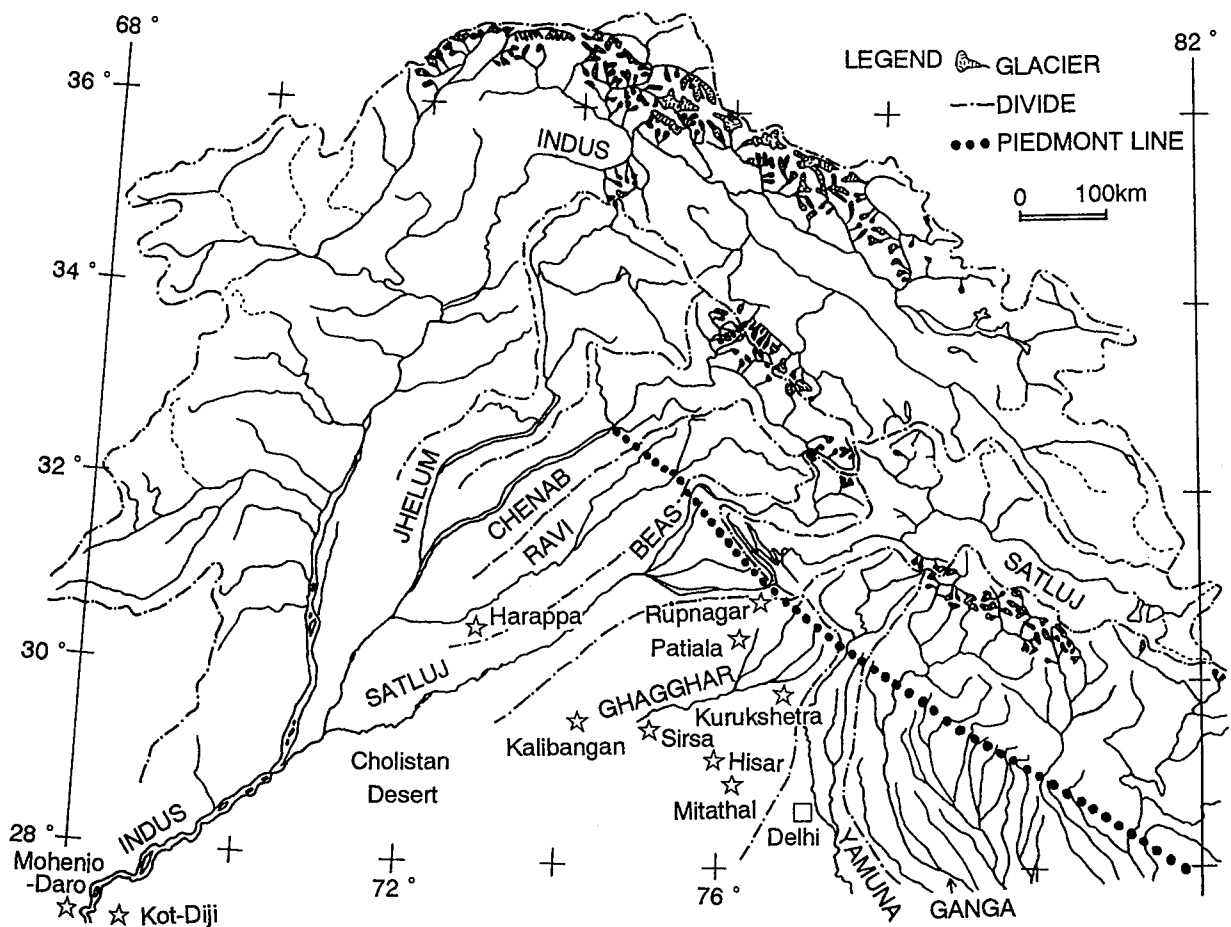 68°
82°
36°
LEGEND
GLACIER
DIVIDE
PIEDMONT LINE
0 100km
INDUS
34°
32°
JHELUM
CHENAB
RAVI
BEAS
SATLUJ
Harappa
Rupnagar
Patiala
30°
SATLUJ
GHAGGHAR
Kurukshetra
Kalibangan
Sirsa
Hisar
Mitathal
Cholistan
Desert
Delhi
28°
INDUS
Mohenjo
-Daro
Kot-Diji
72°
76°
YAMUNA
GANGA